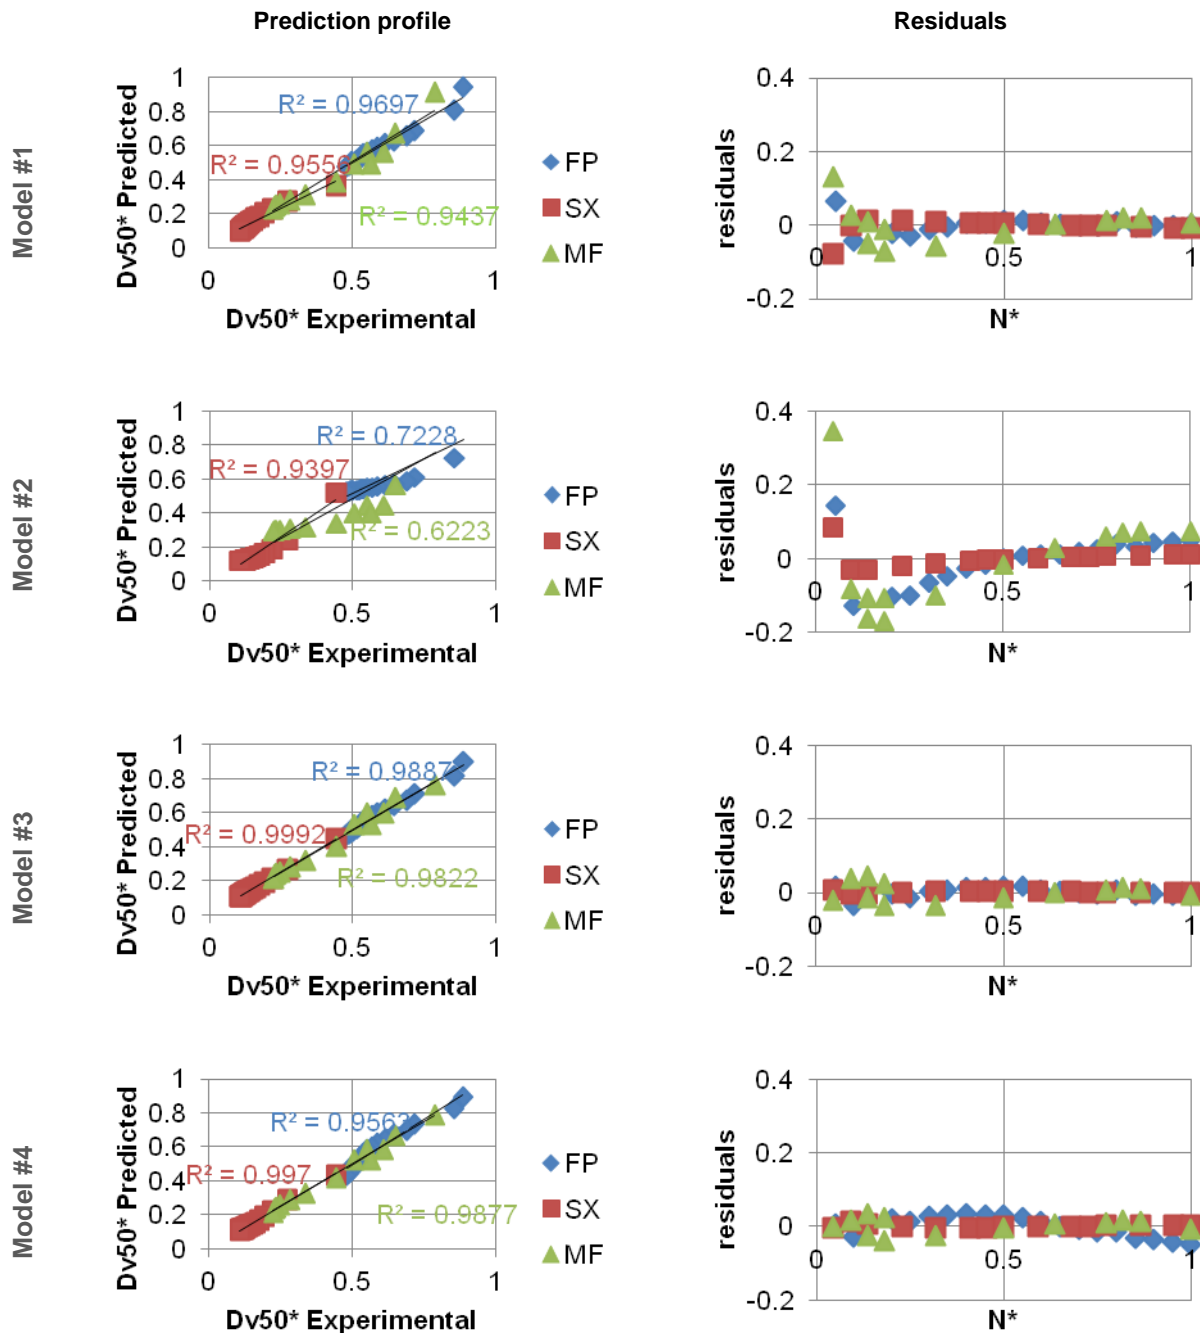 Prediction profile
Residuals
Model #1
Dv50* Predicted
1
0.8
0.6
0.4
0.2
0
R² = 0.9697
R² = 0.9556
R² = 0.9437
0
0.5
1
Dv50* Experimental
FP
SX
MF
residuals
0.4
0.2
0
-0.2
0
0.5
1
N*
Model #2
Dv50* Predicted
1
0.8
0.6
0.4
0.2
0
R² = 0.7228
R² = 0.9397
R² = 0.6223
0
0.5
1
Dv50* Experimental
FP
SX
MF
residuals
0.4
0.2
0
-0.2
0
0.5
1
N*
Model #3
Dv50* Predicted
1
0.8
0.6
0.4
0.2
0
R² = 0.9887
R² = 0.9992
R² = 0.9822
0
0.5
1
Dv50* Experimental
FP
SX
MF
residuals
0.4
0.2
0
-0.2
0
0.5
1
N*
Model #4
Dv50* Predicted
1
0.8
0.6
0.4
0.2
0
R² = 0.9563
R² = 0.997
R² = 0.9877
0
0.5
1
Dv50* Experimental
FP
SX
MF
residuals
0.4
0.2
0
-0.2
0
0.5
1
N*